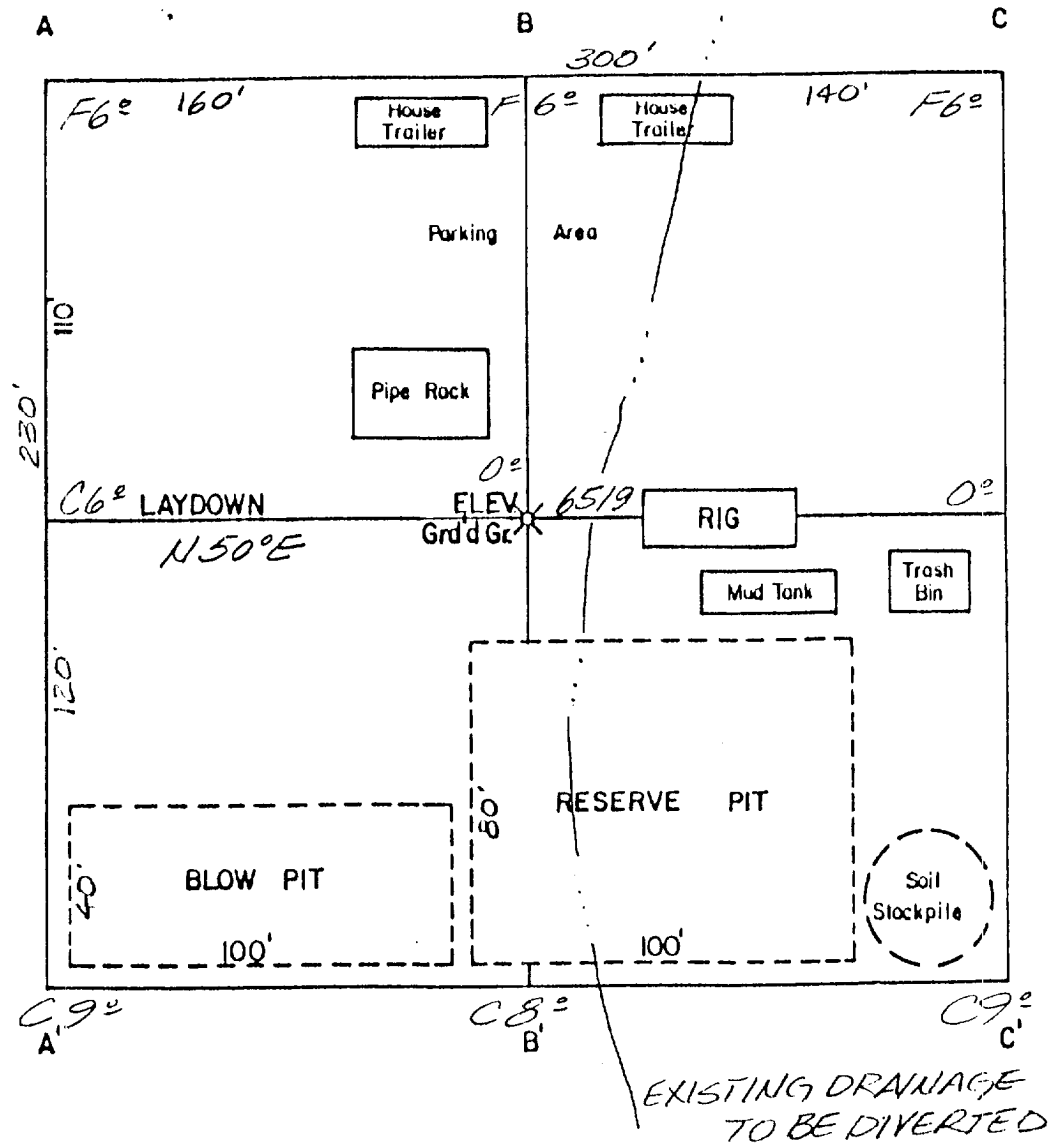 A B C
300'
F6º 160' House Trailer F 6º House Trailer 140' F6º
Parking Area
110'
Pipe Rack
230'
0º
C6º LAYDOWN ELEV 6519 RIG 0º
N50ºE Grd'd Gr.
Mud Tank Trash Bin
120'
80' RESERVE PIT
40' BLOW PIT
Soil Stockpile
100' 100'
C9º C8º C9º
A' B' C'
EXISTING DRAINAGE
TO BE DIVERTED